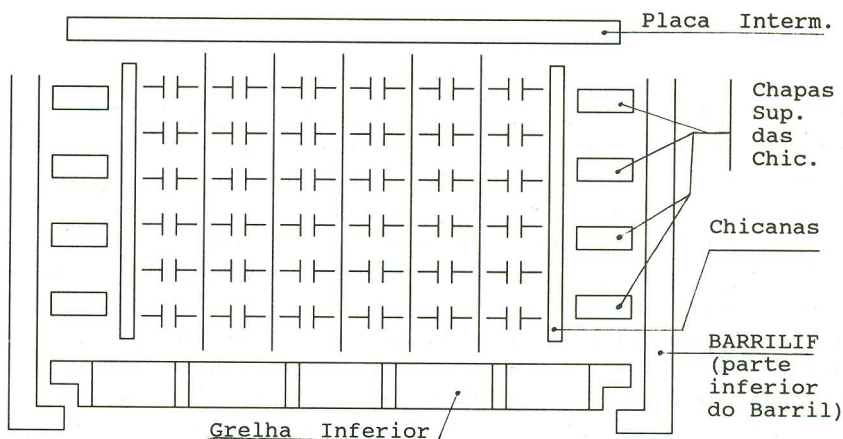 Placa Interm.
Chapas
Sup.
das
Chic.
Chicanas
BARRILIF
(parte
inferior
do Barril)
Grelha Inferior